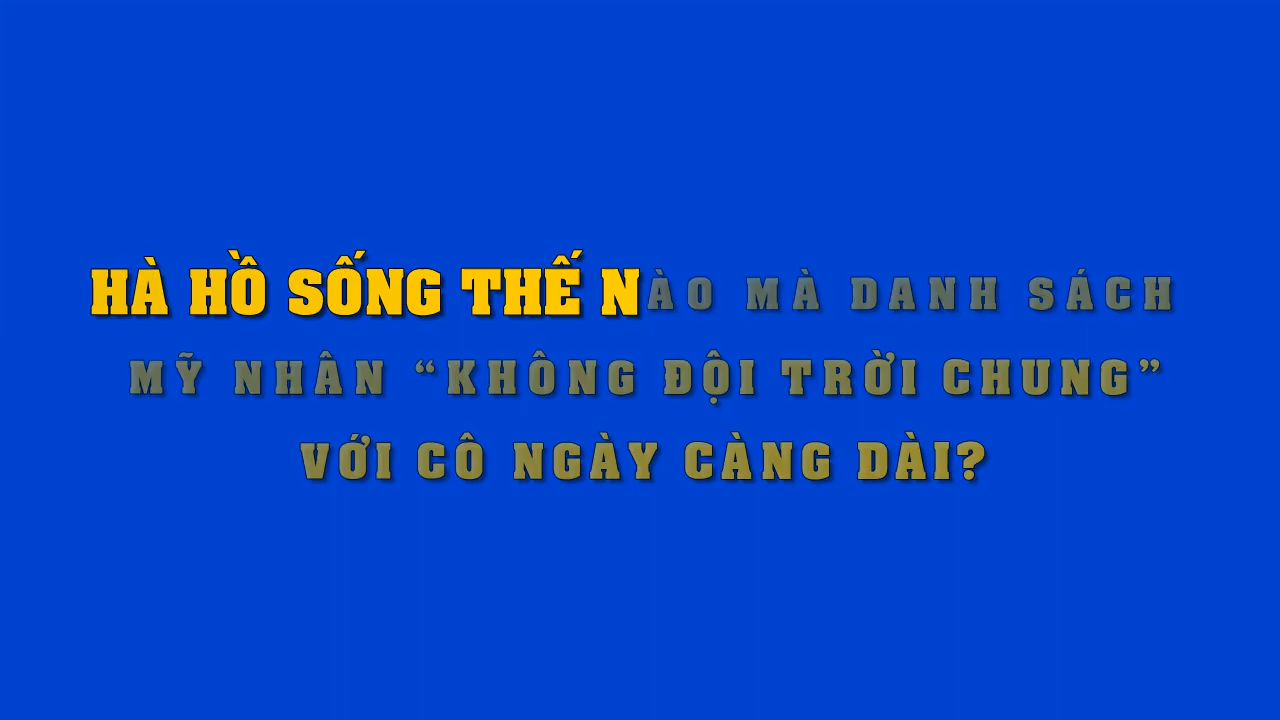 HÀ HỒ SỐNG THẾ NÀO MÀ DANH SÁCH
MỸ NHÂN “KHÔNG ĐỘI TRỜI CHUNG”
VỚI CÔ NGÀY CÀNG DÀI?